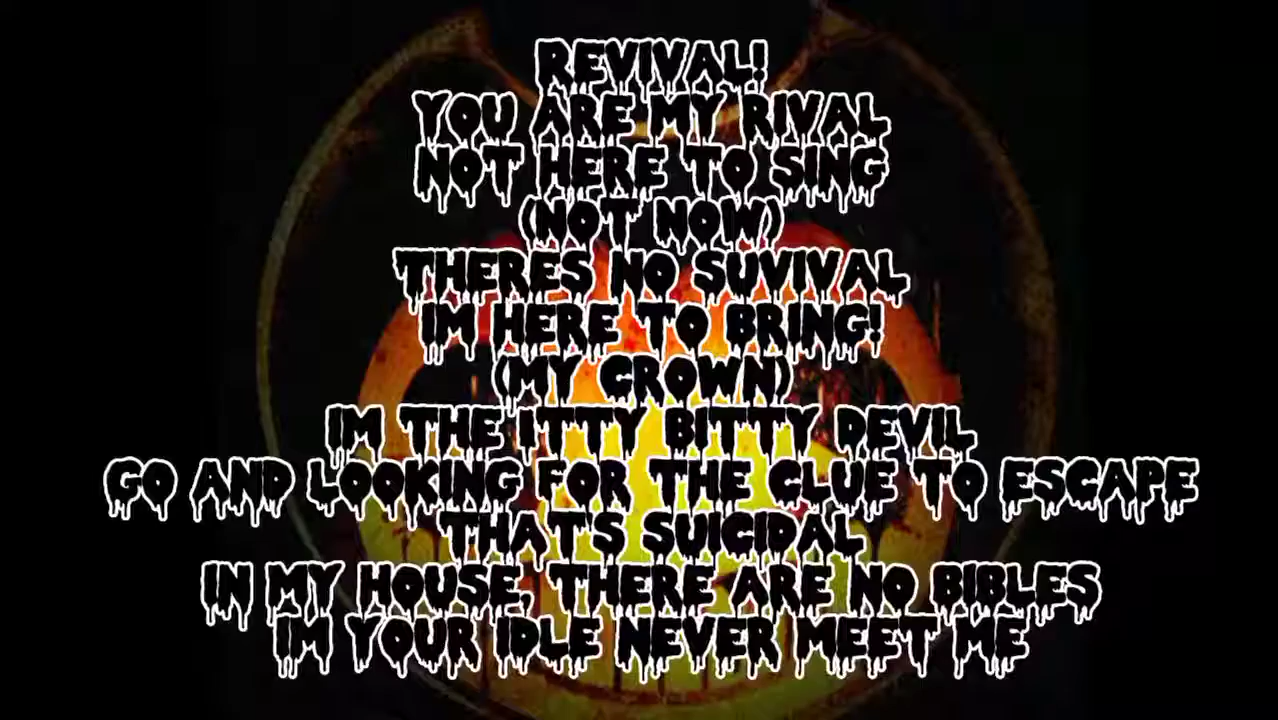 REVIVAL!
YOU ARE MY RIVAL
NOT HERE TO SING
(NOT NOW)
THERES NO SUVIVAL
IM HERE TO BRING!
(MY CROWN)
IM THE ITTY BITTY DEVIL
GO AND LOOKING FOR THE CLUE TO ESCAPE
THAT'S SUICIDAL
IN MY HOUSE, THERE ARE NO BIBLES
IM YOUR IDLE NEVER MEET ME